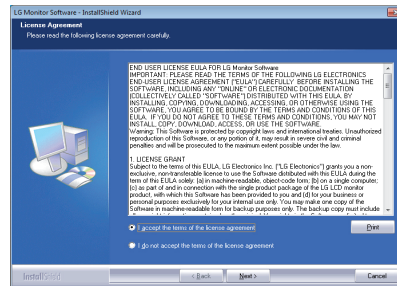 LG Monitor Software - InstallShield Wizard
License Agreement
Please read the following license agreement carefully.
END USER LICENSE EULA FOR LG Monitor Software
IMPORTANT: PLEASE READ THE TERMS OF THE FOLLOWING LG ELECTRONICS
END-USER LICENSE AGREEMENT ("EULA") CAREFULLY BEFORE INSTALLING THE
SOFTWARE, INCLUDING ANY "ONLINE" OR ELECTRONIC DOCUMENTATION
(COLLECTIVELY CALLED "SOFTWARE") DISTRIBUTED WITH THIS EULA. BY
INSTALLING, COPYING, DOWNLOADING, ACCESSING, OR OTHERWISE USING THE
SOFTWARE, YOU AGREE TO BE BOUND BY THE TERMS AND CONDITIONS OF THIS
EULA. IF YOU DO NOT AGREE TO THESE TERMS AND CONDITIONS, YOU MAY NOT
INSTALL, COPY, DOWNLOAD, ACCESS, OR USE THE SOFTWARE.
Warning: This Software is protected by copyright laws and international treaties. Unauthorized
reproduction of this Software, or any portion of it, may result in severe civil and criminal
penalties and will be prosecuted to the maximum extent possible under the law.
1. LICENSE GRANT
Subject to the terms of this EULA, LG Electronics Inc. ("LG Electronics") grants you a non-
exclusive, non-transferable license to use the Software distributed with this EULA during the
term of this EULA solely: (a) in machine-readable, object-code form; (b) on a single computer;
(c) as part of and in connection with the single product package of the LG LCD monitor
product, with which this Software has been provided to you and (d) for your business or
personal purposes exclusively for your internal use only. You may make one copy of the
Software in machine-readable form for backup purposes only. The backup copy must include
I accept the terms of the license agreement
Print
I do not accept the terms of the license agreement
InstallShield
< Back
Next >
Cancel